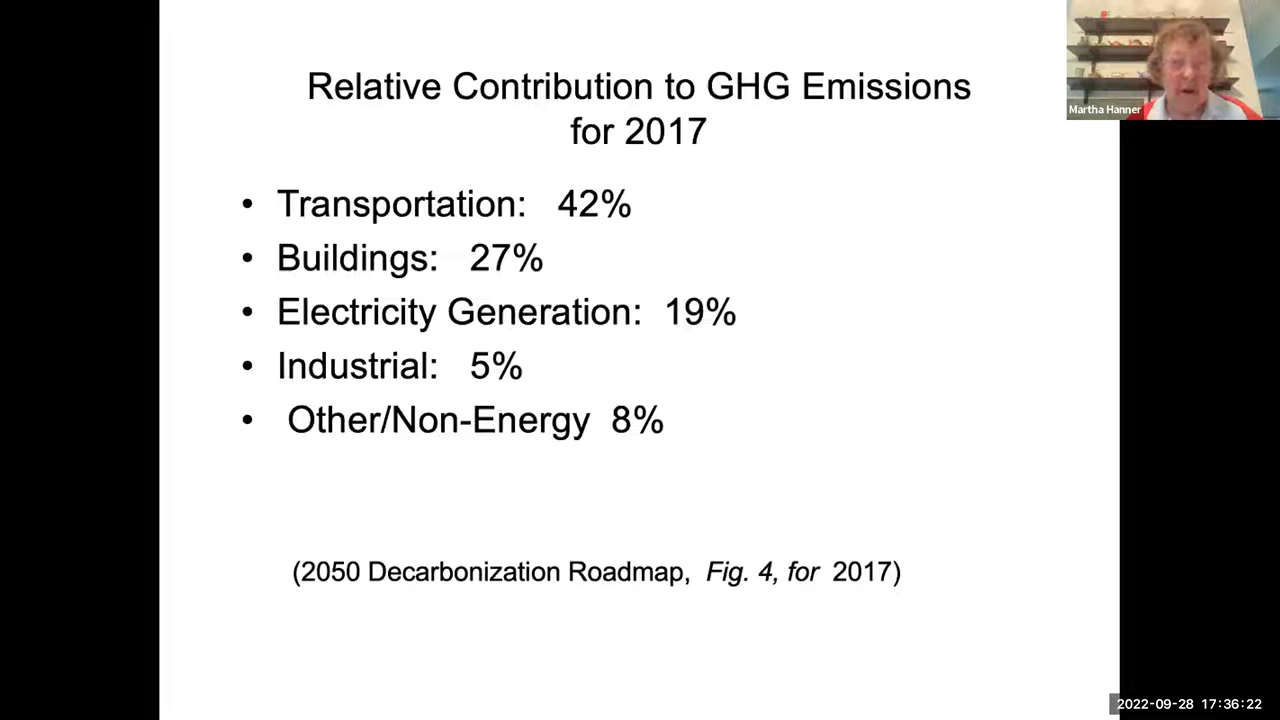 Relative Contribution to GHG Emissions
for 2017
• Transportation: 42%
• Buildings: 27%
• Electricity Generation: 19%
• Industrial: 5%
• Other/Non-Energy 8%
(2050 Decarbonization Roadmap, Fig. 4, for 2017)
Martha Hanner
2022-09-28 17:36:22